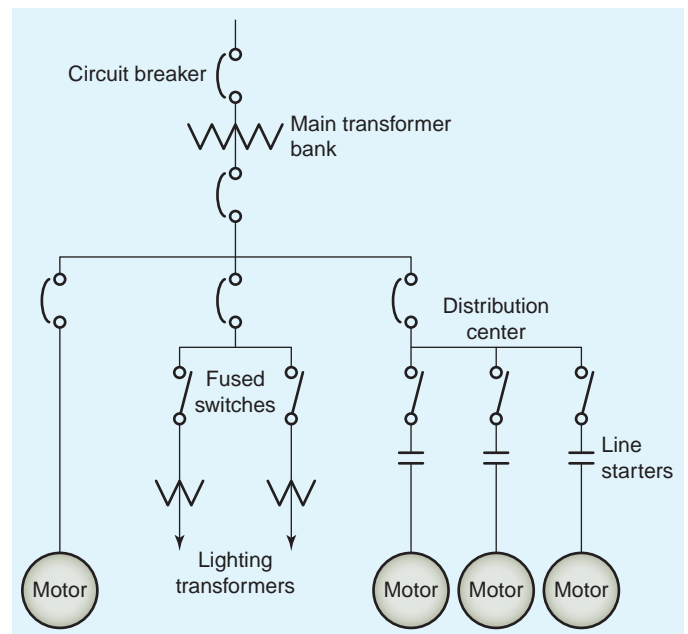 Circuit breaker
Main transformer
bank
Distribution
center
Fused
switches
Line
starters
Lighting
transformers
Motor
Motor
Motor
Motor